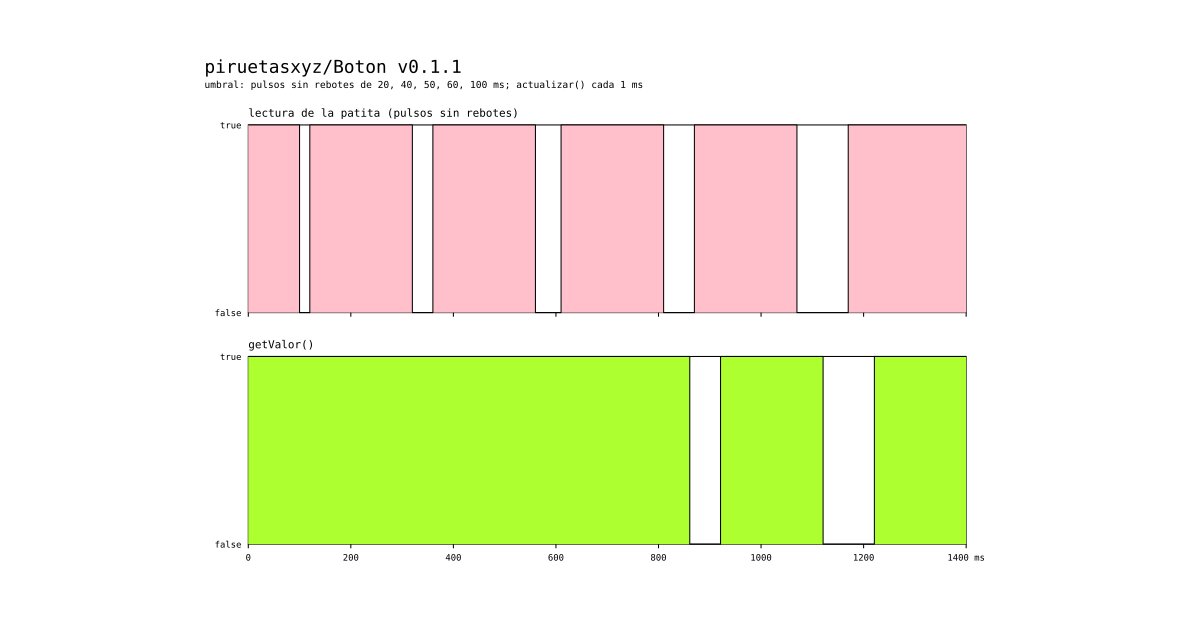 piruetasxyz/Boton v0.1.1
umbral: pulsos sin rebotes de 20, 40, 50, 60, 100 ms; actualizar() cada 1 ms
lectura de la patita (pulsos sin rebotes)
true
false
getValor()
true
false
0 200 400 600 800 1000 1200 1400 ms